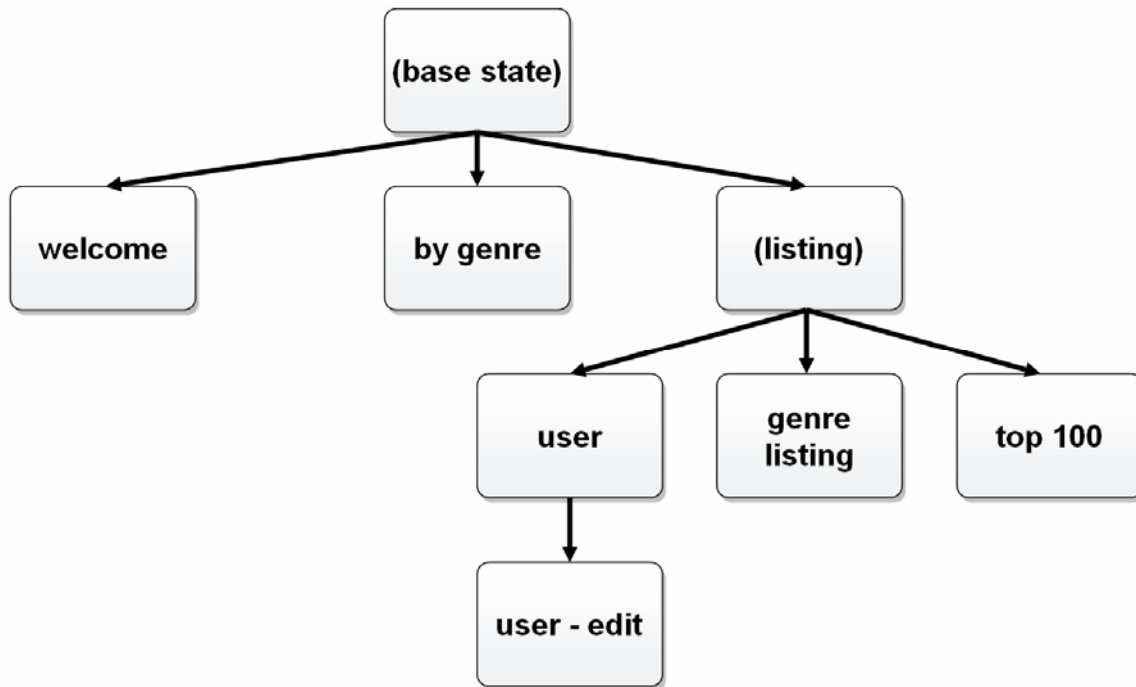 (base state)
welcome
by genre
(listing)
user
genre
listing
top 100
user - edit